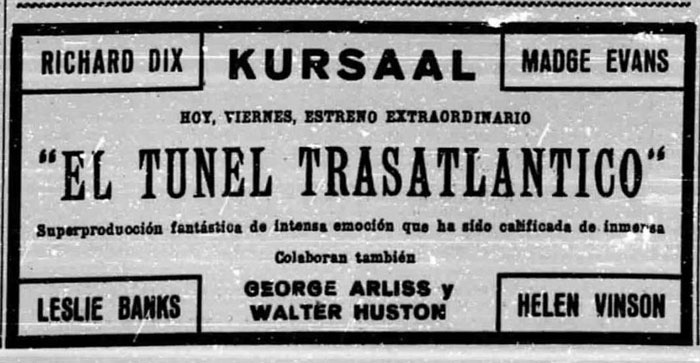 RICHARD DIX
KURSAAL
MADGE EVANS
HOY, VIERNES, ESTRENO EXTRAORDINARIO
"EL TUNEL TRASATLANTICO"
Superproducción fantástica de intensa emoción que ha sido calificada de inmensa
Colaboran también
LESLIE BANKS
GEORGE ARLISS y
WALTER HUSTON
HELEN VINSON